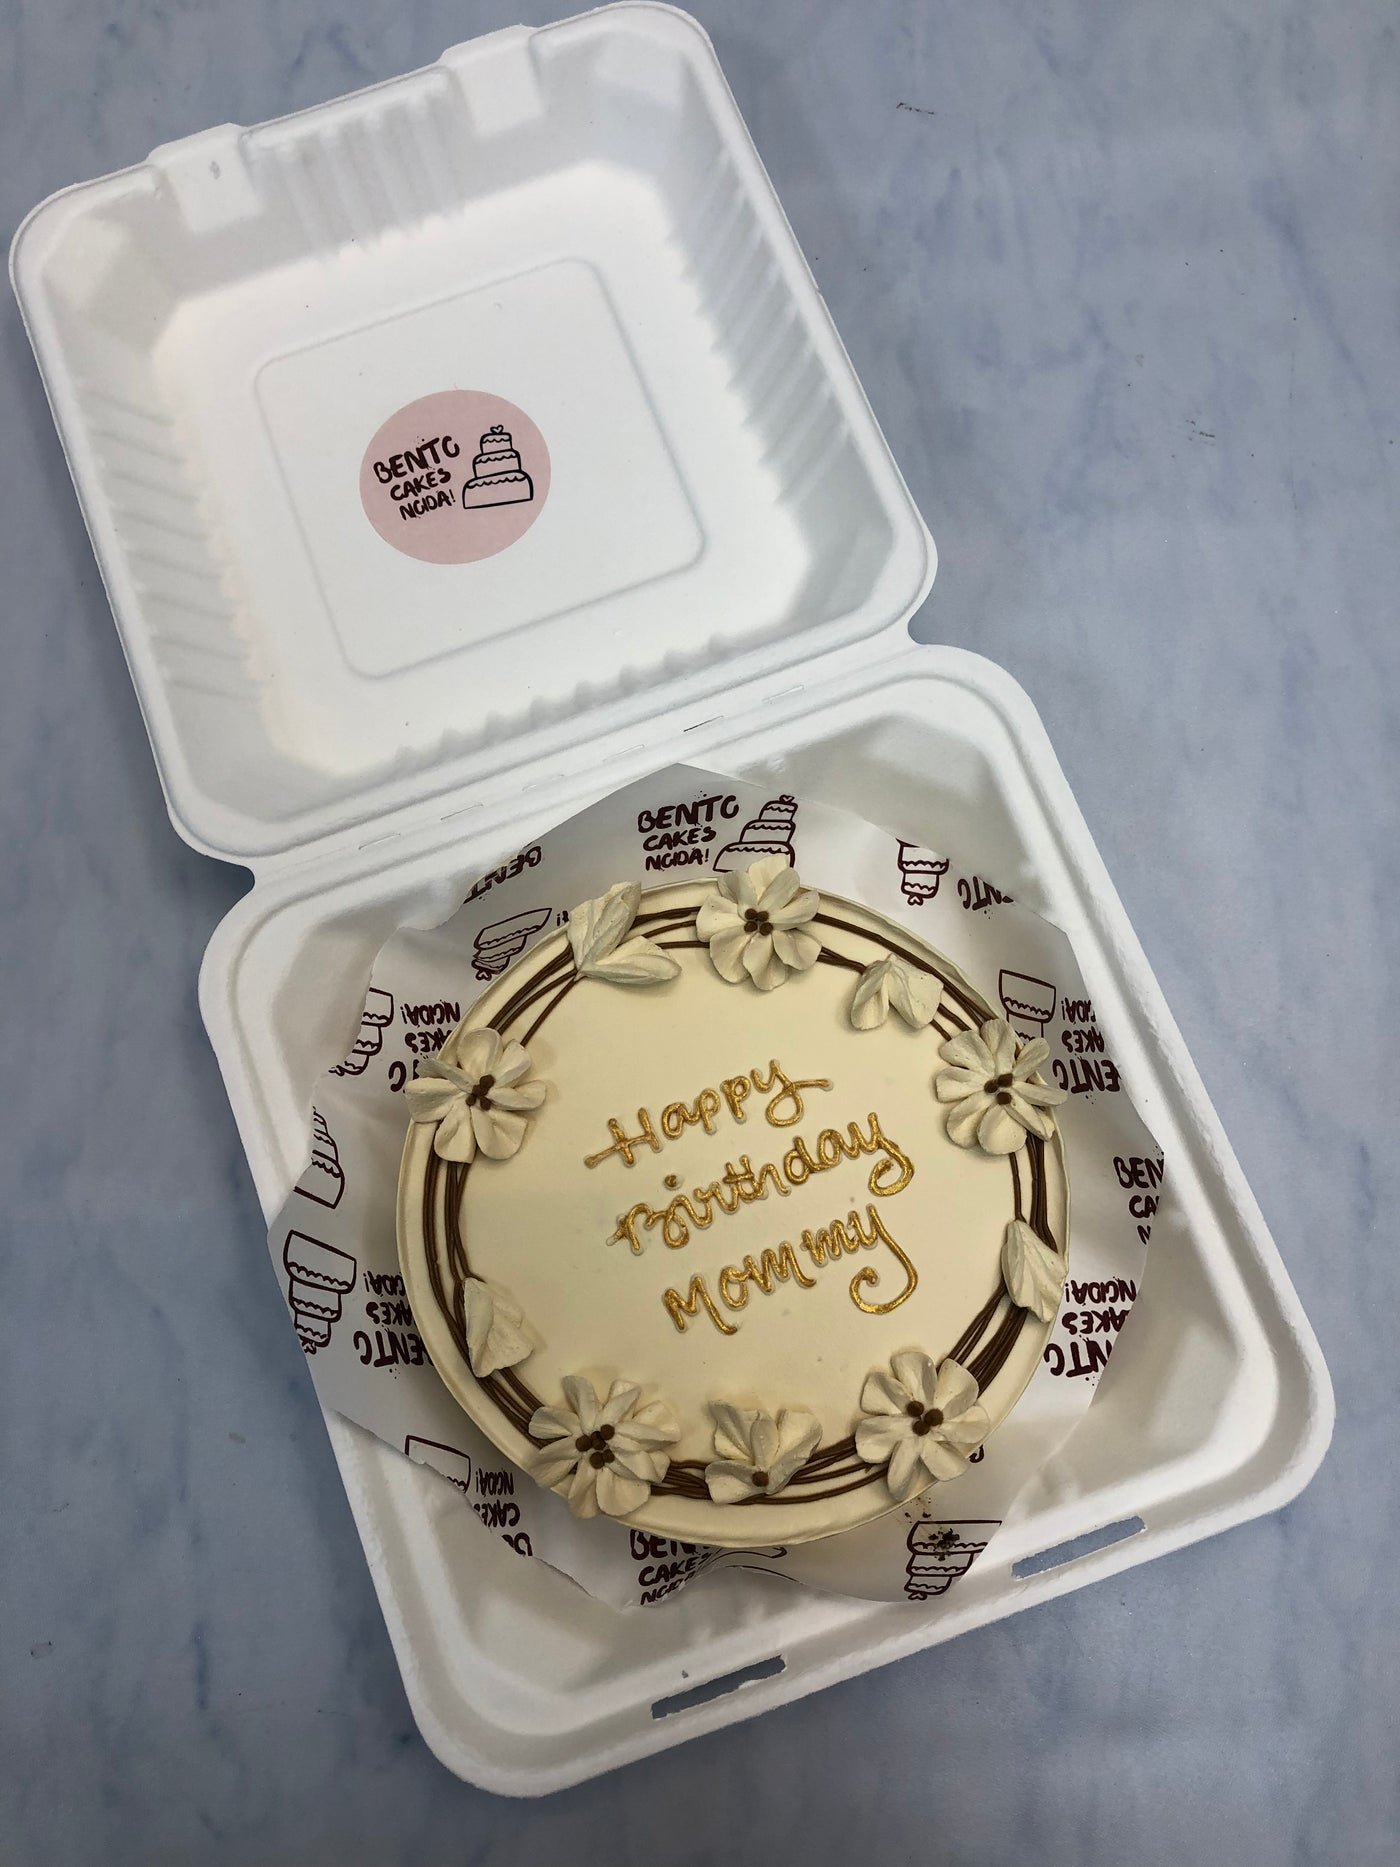 BENTO
CAKES
NOIDA!
BENTO
CAKES
NOIDA!
Happy
Birthday
Mommy